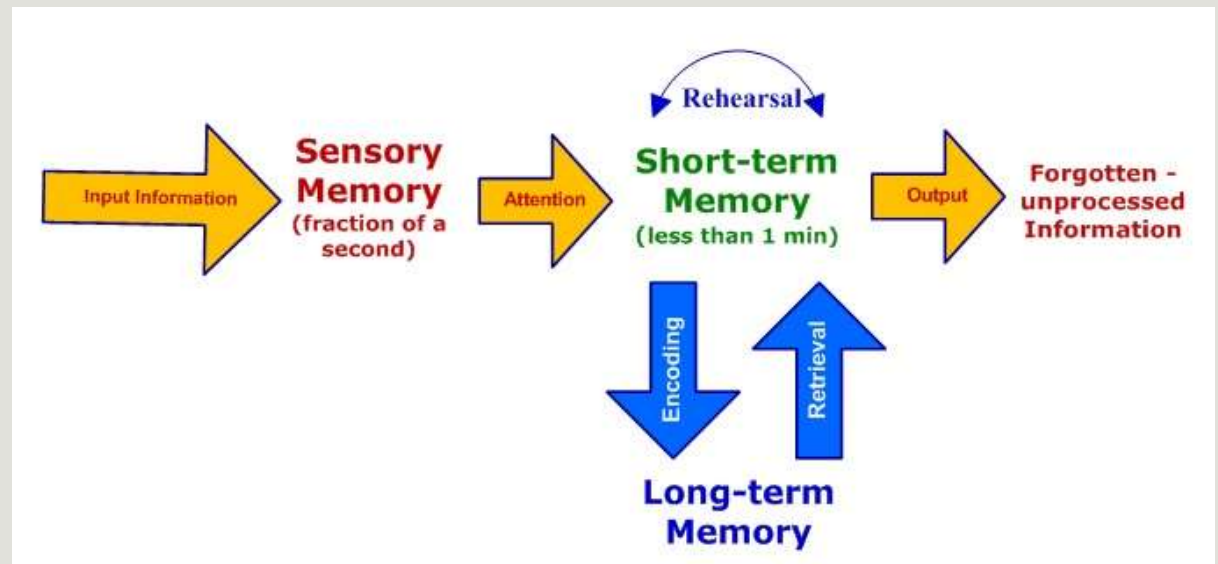 Rehearsal
Input Information
Sensory
Memory
(fraction of a
second)
Attention
Short-term
Memory
(less than 1 min)
Output
Forgotten -
unprocessed
Information
Encoding
Retrieval
Long-term
Memory